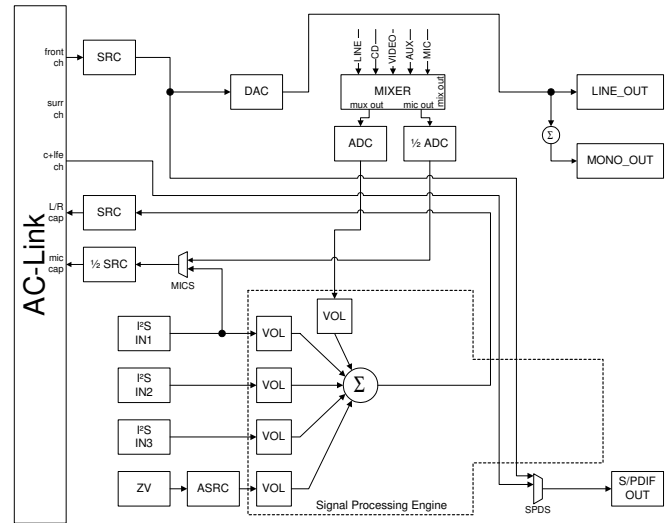 AC-Link
front
ch
surr
ch
c+lfe
ch
L/R
cap
mic
cap
SRC
DAC
LINE
CD
VIDEO
AUX
MIC
MIXER
mux out
mic out
mix out
ADC
½ ADC
LINE_OUT
Σ
MONO_OUT
SRC
½ SRC
MICS
VOL
I²S
IN1
VOL
I²S
IN2
VOL
Σ
I²S
IN3
VOL
ZV
ASRC
VOL
Signal Processing Engine
SPDS
S/PDIF
OUT